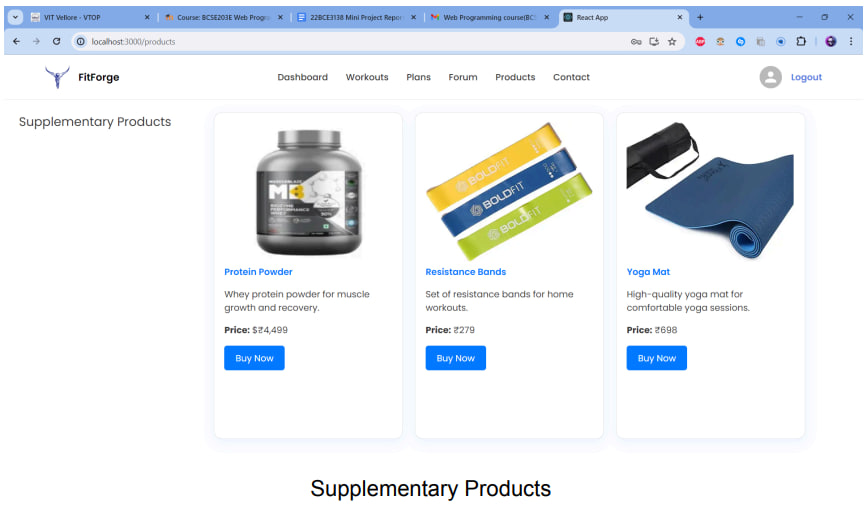 VIT Vellore - VTOP
Course: BCSE203E Web Progra
22BCE3138 Mini Project Repor
Web Programming course(BCS
React App
localhost:3000/products
FitForge
Dashboard Workouts Plans Forum Products Contact
Logout
Supplementary Products
MB
BOLDFIT
BOLDFIT
BOLDFIT
Protein Powder
Whey protein powder for muscle
growth and recovery.
Price: $₹4,499
Buy Now
Resistance Bands
Set of resistance bands for home
workouts.
Price: ₹279
Buy Now
Yoga Mat
High-quality yoga mat for
comfortable yoga sessions.
Price: ₹698
Buy Now
Supplementary Products